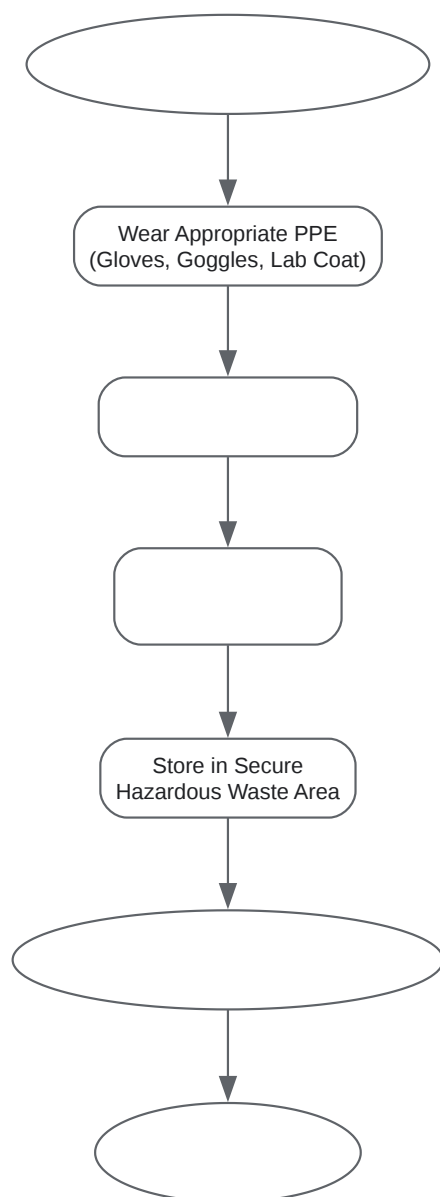 Wear Appropriate PPE
(Gloves, Goggles, Lab Coat)
Store in Secure
Hazardous Waste Area